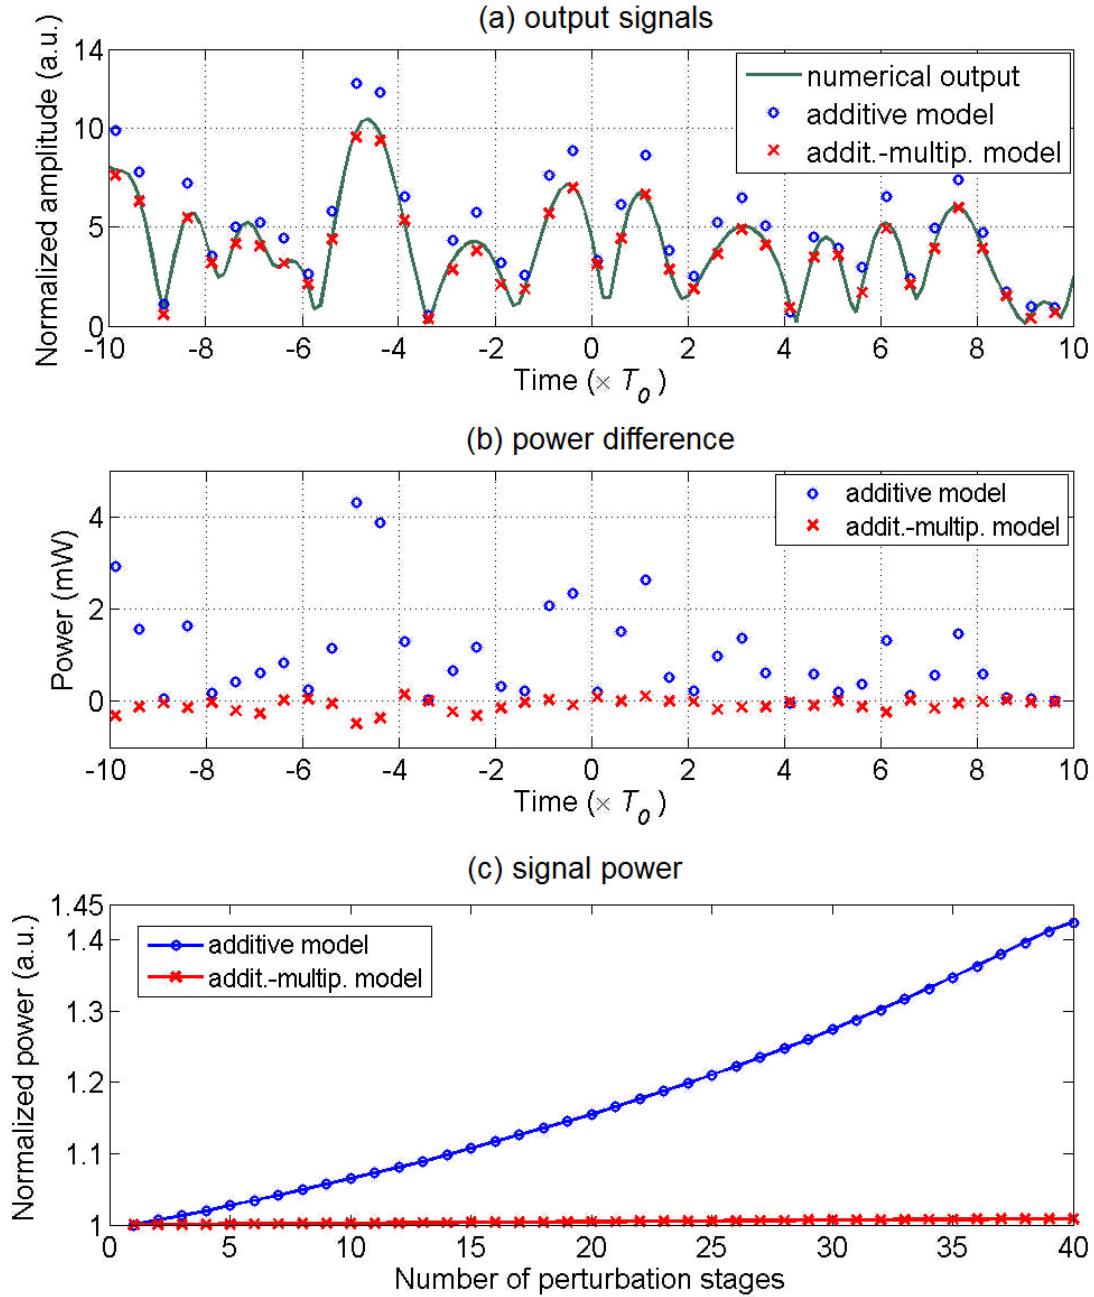 (a) output signals
Normalized amplitude (a.u.)
14
10
5
0
numerical output
additive model
addit.-multip. model
-10 -8 -6 -4 -2 0 2 4 6 8 10
Time (× T0)
(b) power difference
Power (mW)
4
2
0
additive model
addit.-multip. model
-10 -8 -6 -4 -2 0 2 4 6 8 10
Time (× T0)
(c) signal power
Normalized power (a.u.)
1.45
1.4
1.3
1.2
1.1
1
additive model
addit.-multip. model
0 5 10 15 20 25 30 35 40
Number of perturbation stages